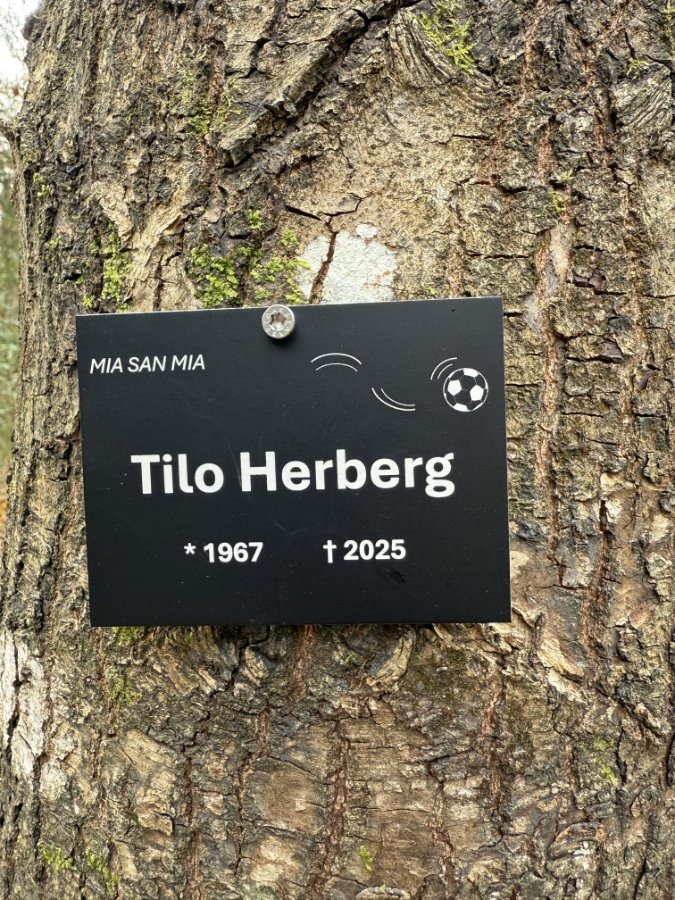 MIA SAN MIA
Tilo Herberg
* 1967 † 2025